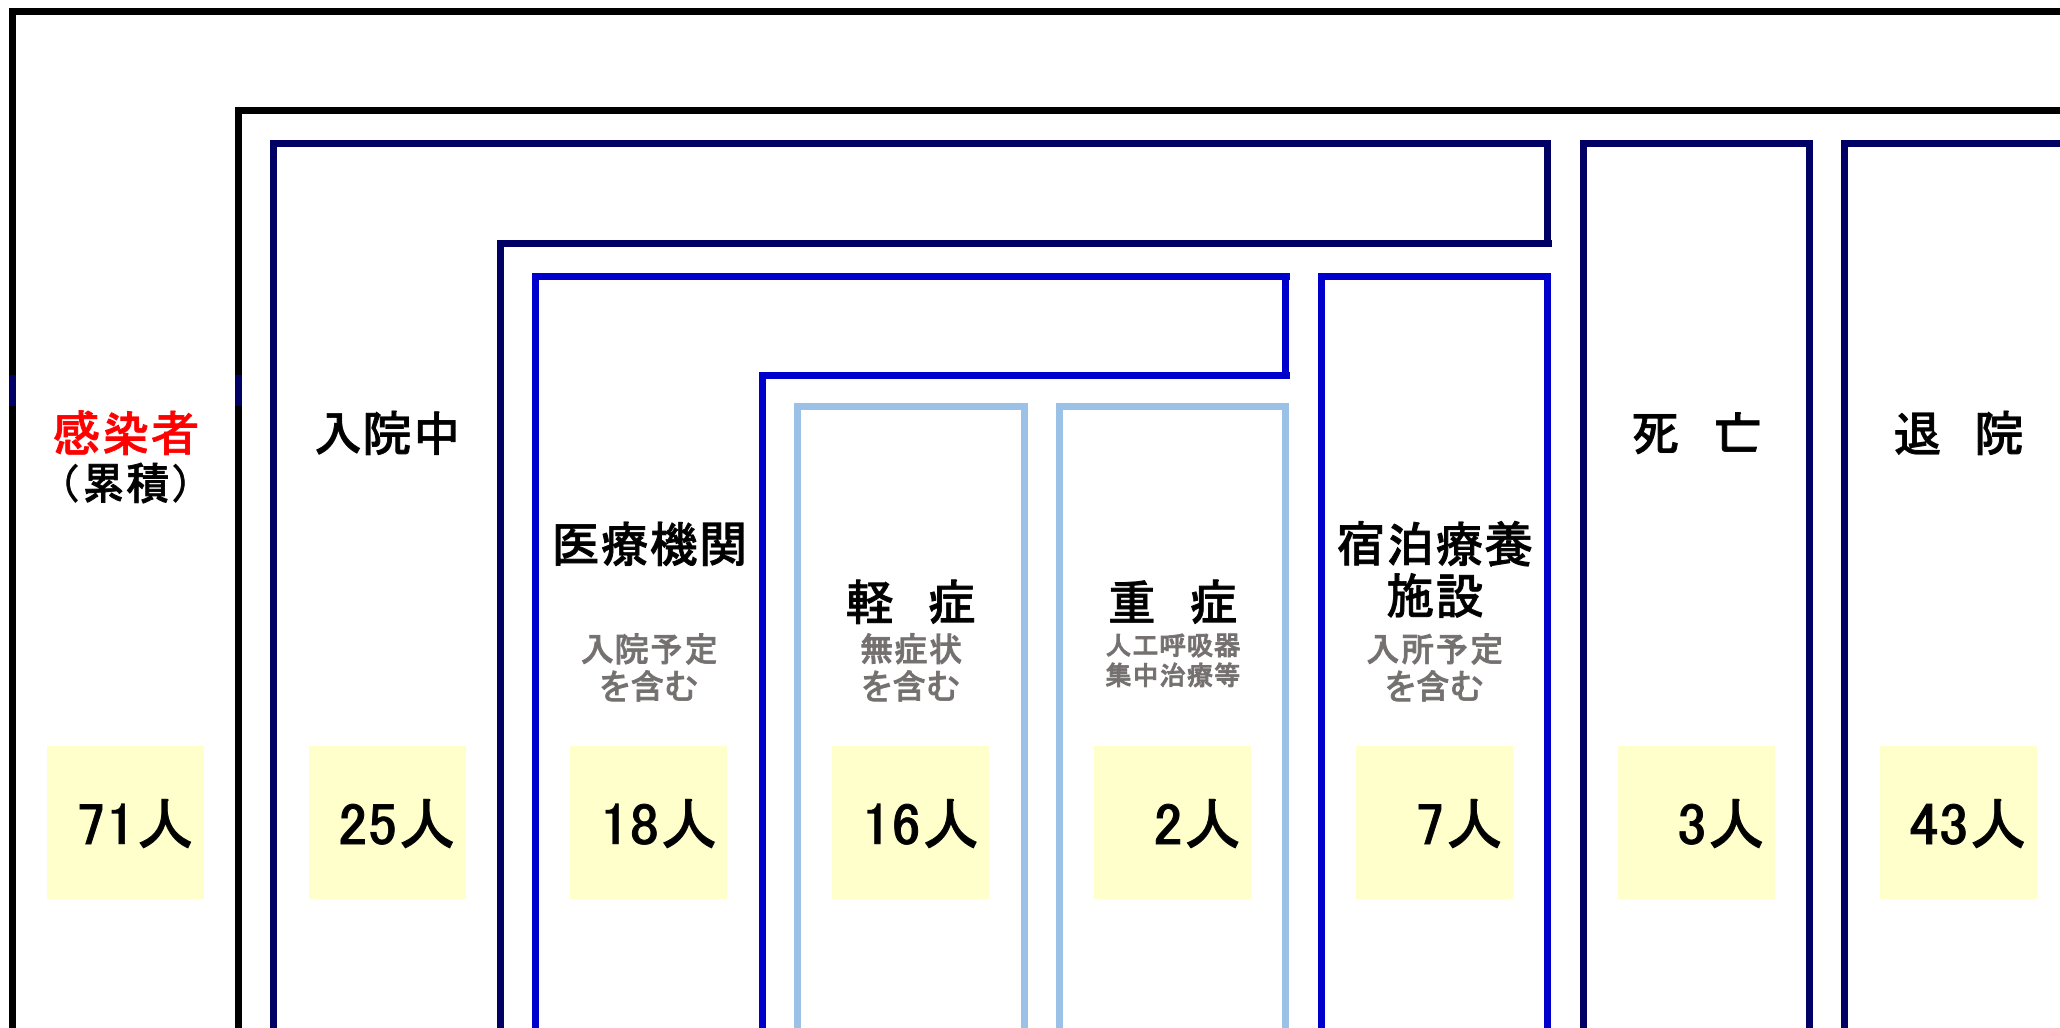 感染者
（累積）
71人
入院中
25人
医療機関
入院予定
を含む
18人
軽 症
無症状
を含む
16人
重 症
人工呼吸器
集中治療等
2人
宿泊療養
施設
入所予定
を含む
7人
死 亡
3人
退 院
43人